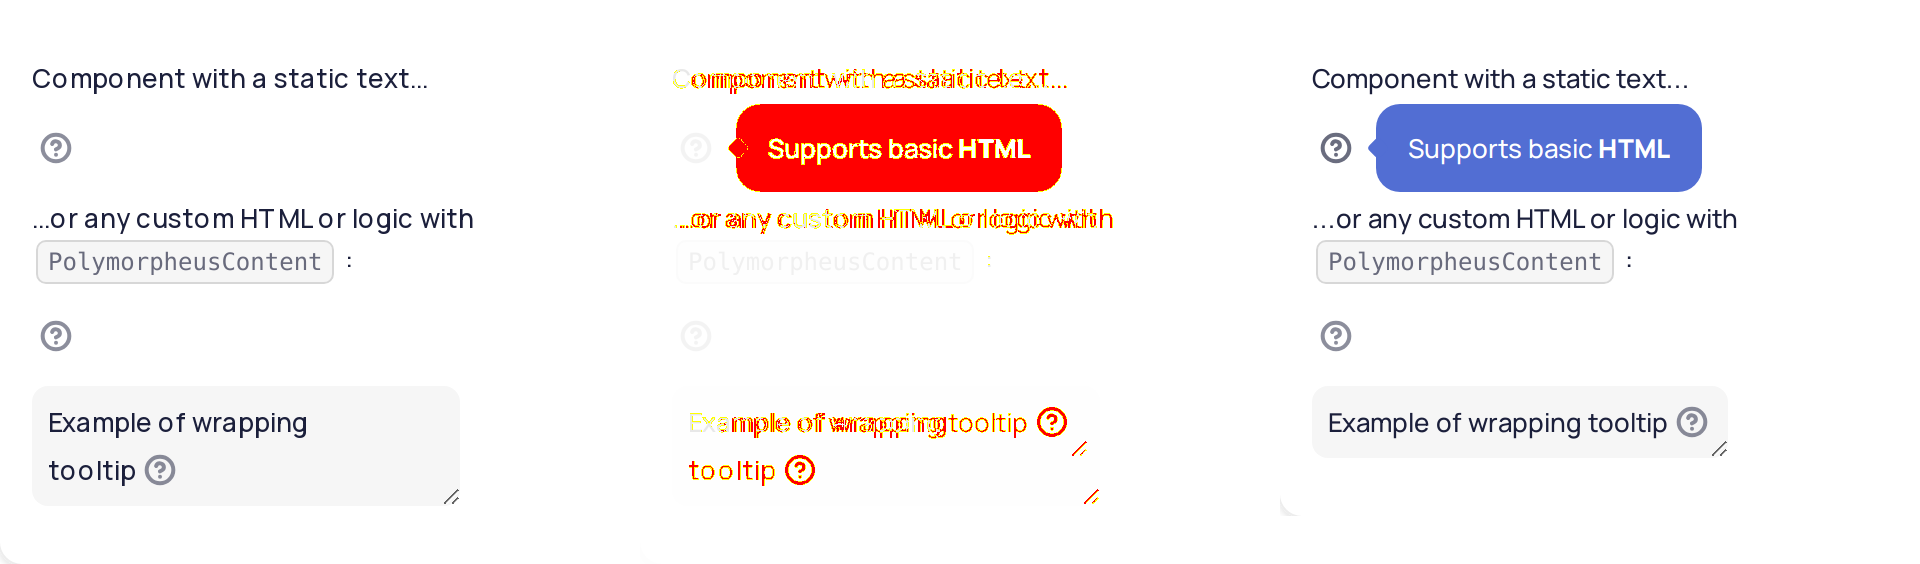 Component with a static text...
...or any custom HTML or logic with
PolymorpheusContent :
Example of wrapping
tooltip
Component with a static text...
Supports basic HTML
...or any custom HTML or logic with
PolymorpheusContent :
Example of wrapping tooltip
tooltip
Component with a static text...
Supports basic HTML
...or any custom HTML or logic with
PolymorpheusContent :
Example of wrapping tooltip